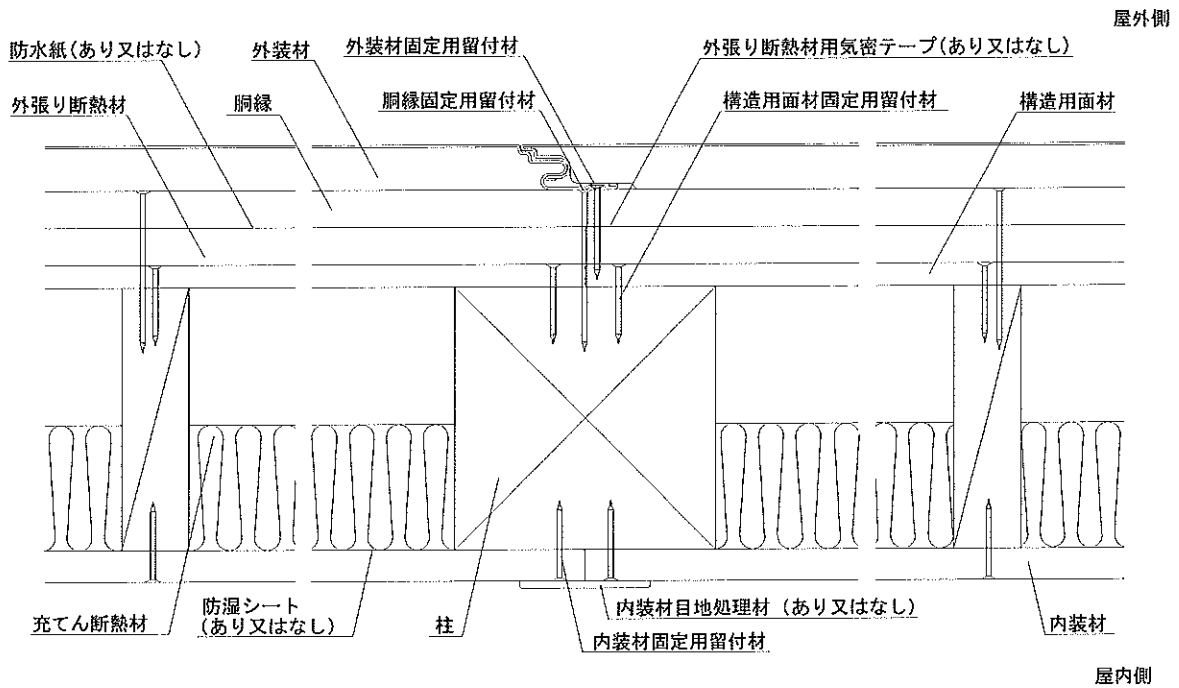 屋外側
防水紙(あり又はなし)
外装材
外装材固定用留付材
外張り断熱材用気密テープ(あり又はなし)
外張り断熱材
胴縁
胴縁固定用留付材
構造用面材固定用留付材
構造用面材
充てん断熱材
防湿シート
(あり又はなし)
柱
内装材目地処理材 (あり又はなし)
内装材固定用留付材
内装材
屋内側